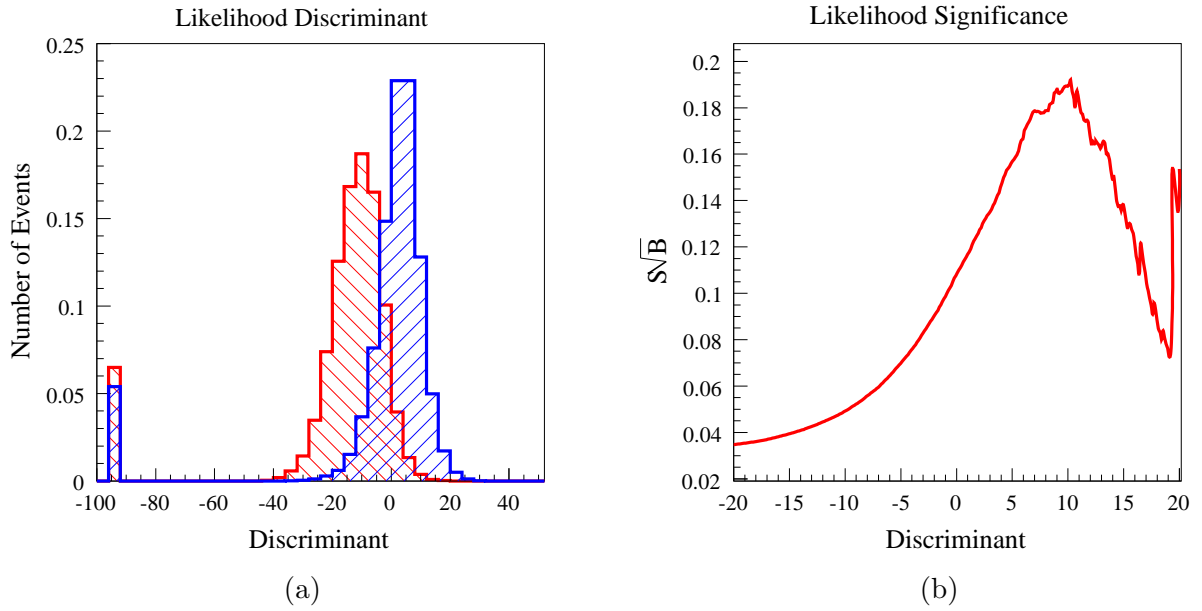 Likelihood Discriminant
Number of Events
0.25
0.2
0.15
0.1
0.05
0
-100 -80 -60 -40 -20 0 20 40
Discriminant
(a)
Likelihood Significance
S√B
0.2
0.18
0.16
0.14
0.12
0.1
0.08
0.06
0.04
0.02
-20 -15 -10 -5 0 5 10 15 20
Discriminant
(b)